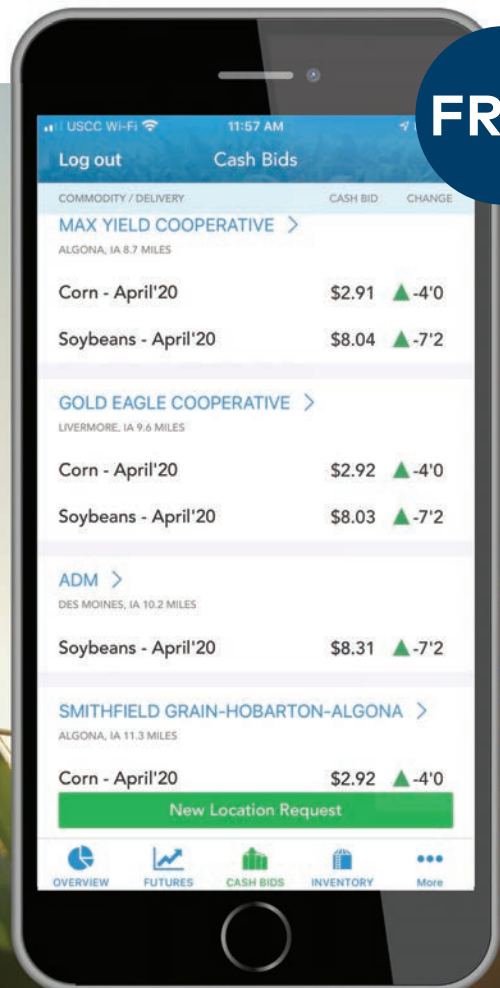 FR
USCC Wi-Fi 11:57 AM
Log out Cash Bids
COMMODITY / DELIVERY CASH BID CHANGE
MAX YIELD COOPERATIVE >
ALGONA, IA 8.7 MILES
Corn - April'20 $2.91 ▲-4'0
Soybeans - April'20 $8.04 ▲-7'2
GOLD EAGLE COOPERATIVE >
LIVERMORE, IA 9.6 MILES
Corn - April'20 $2.92 ▲-4'0
Soybeans - April'20 $8.03 ▲-7'2
ADM >
DES MOINES, IA 10.2 MILES
Soybeans - April'20 $8.31 ▲-7'2
SMITHFIELD GRAIN-HOBARTON-ALGONA >
ALGONA, IA 11.3 MILES
Corn - April'20 $2.92 ▲-4'0
New Location Request
OVERVIEW FUTURES CASH BIDS INVENTORY More